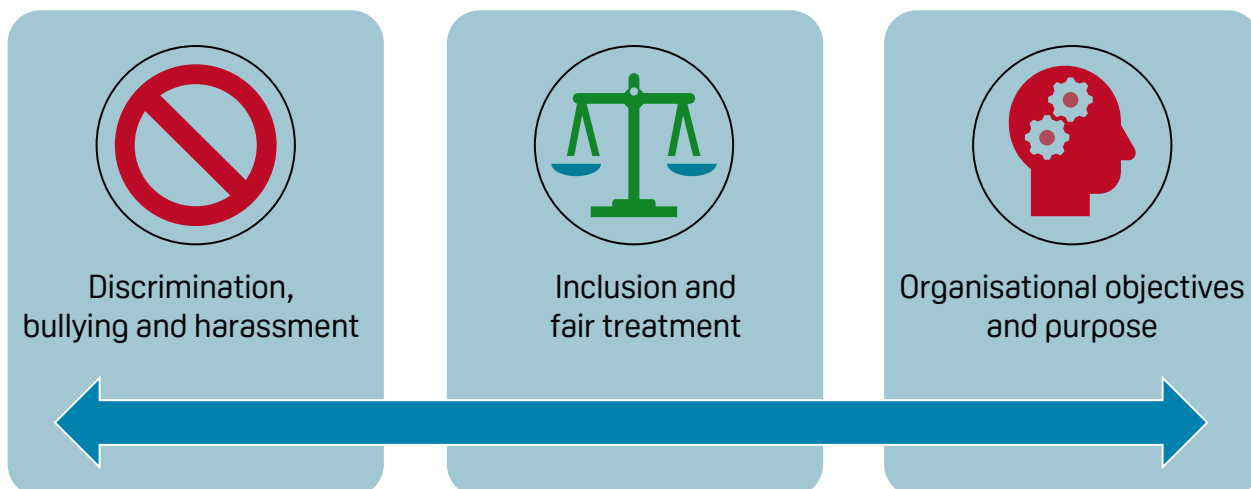 Discrimination,
bullying and harassment
Inclusion and
fair treatment
Organisational objectives
and purpose